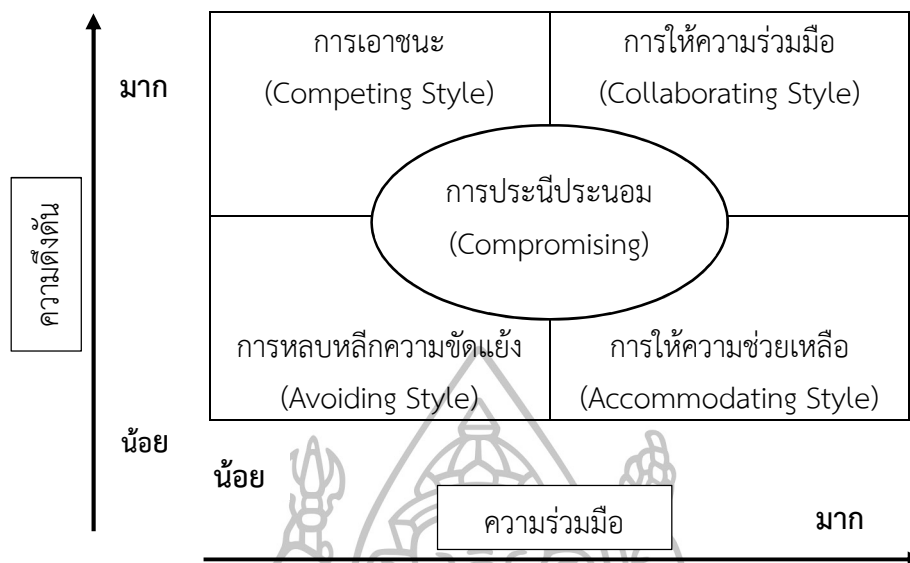 การเอาชนะ
(Competing Style)
การให้ความร่วมมือ
(Collaborating Style)
มาก
การประนีประนอม
(Compromising)
ความดึงดัน
การหลบหลีกความขัดแย้ง
(Avoiding Style)
การให้ความช่วยเหลือ
(Accommodating Style)
น้อย
น้อย
ความร่วมมือ
มาก